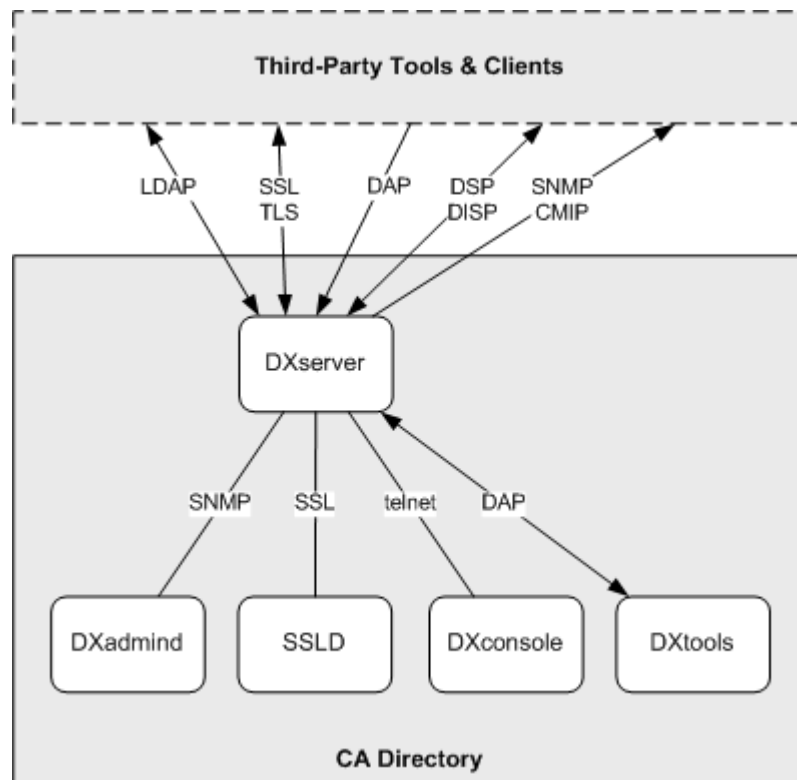 Third-Party Tools & Clients
LDAP
SSL
TLS
DAP
DSP
DISP
SNMP
CMIP
DXserver
SNMP
SSL
telnet
DAP
DXadmind
SSLD
DXconsole
DXtools
CA Directory